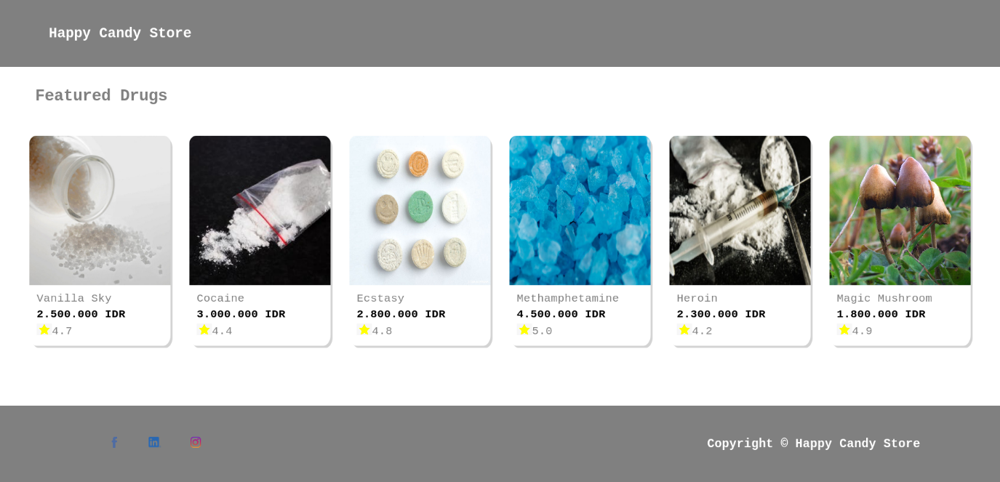 Happy Candy Store
Featured Drugs
Vanilla Sky
2.500.000 IDR
4.7
Cocaine
3.000.000 IDR
4.4
Ecstasy
2.800.000 IDR
4.8
Methamphetamine
4.500.000 IDR
5.0
Heroin
2.300.000 IDR
4.2
Magic Mushroom
1.800.000 IDR
4.9
Copyright © Happy Candy Store